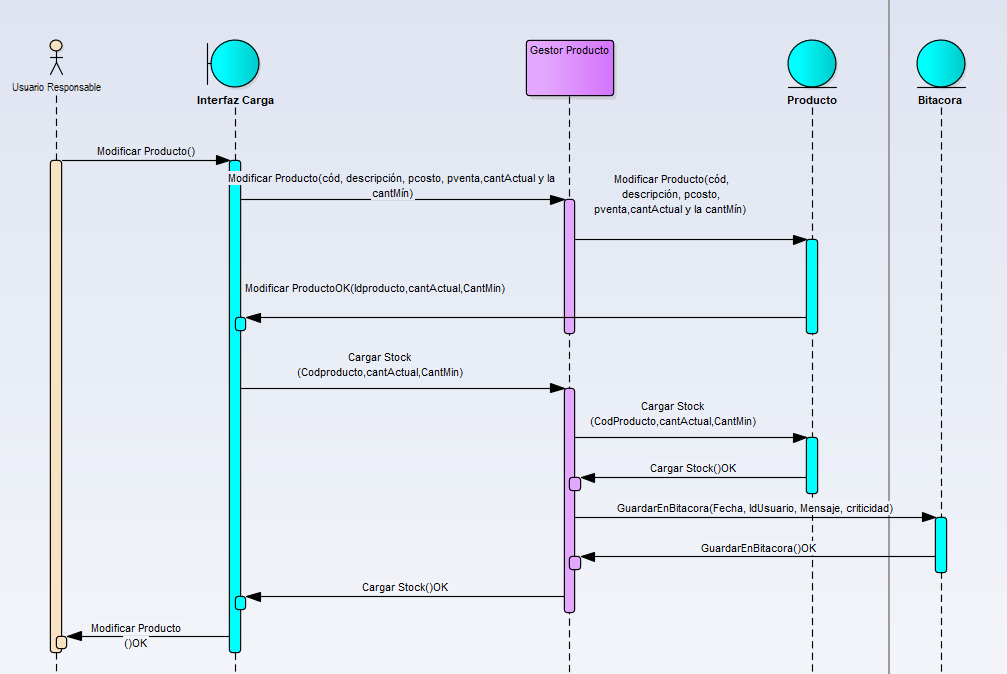 Gestor Producto
Usuario Responsable
Interfaz Carga
Producto
Bitacora
Modificar Producto()
Modificar Producto(cód, descripción, pcosto, pventa,cantActual y la
cantMín)
Modificar Producto(cód,
descripción, pcosto,
pventa,cantActual y la cantMín)
Modificar ProductoOK(Idproducto,cantActual,CantMin)
Cargar Stock
(Codproducto,cantActual,CantMin)
Cargar Stock
(CodProducto,cantActual,CantMin)
Cargar Stock()OK
GuardarEnBitacora(Fecha, IdUsuario, Mensaje, criticidad)
GuardarEnBitacora()OK
Cargar Stock()OK
Modificar Producto
()OK